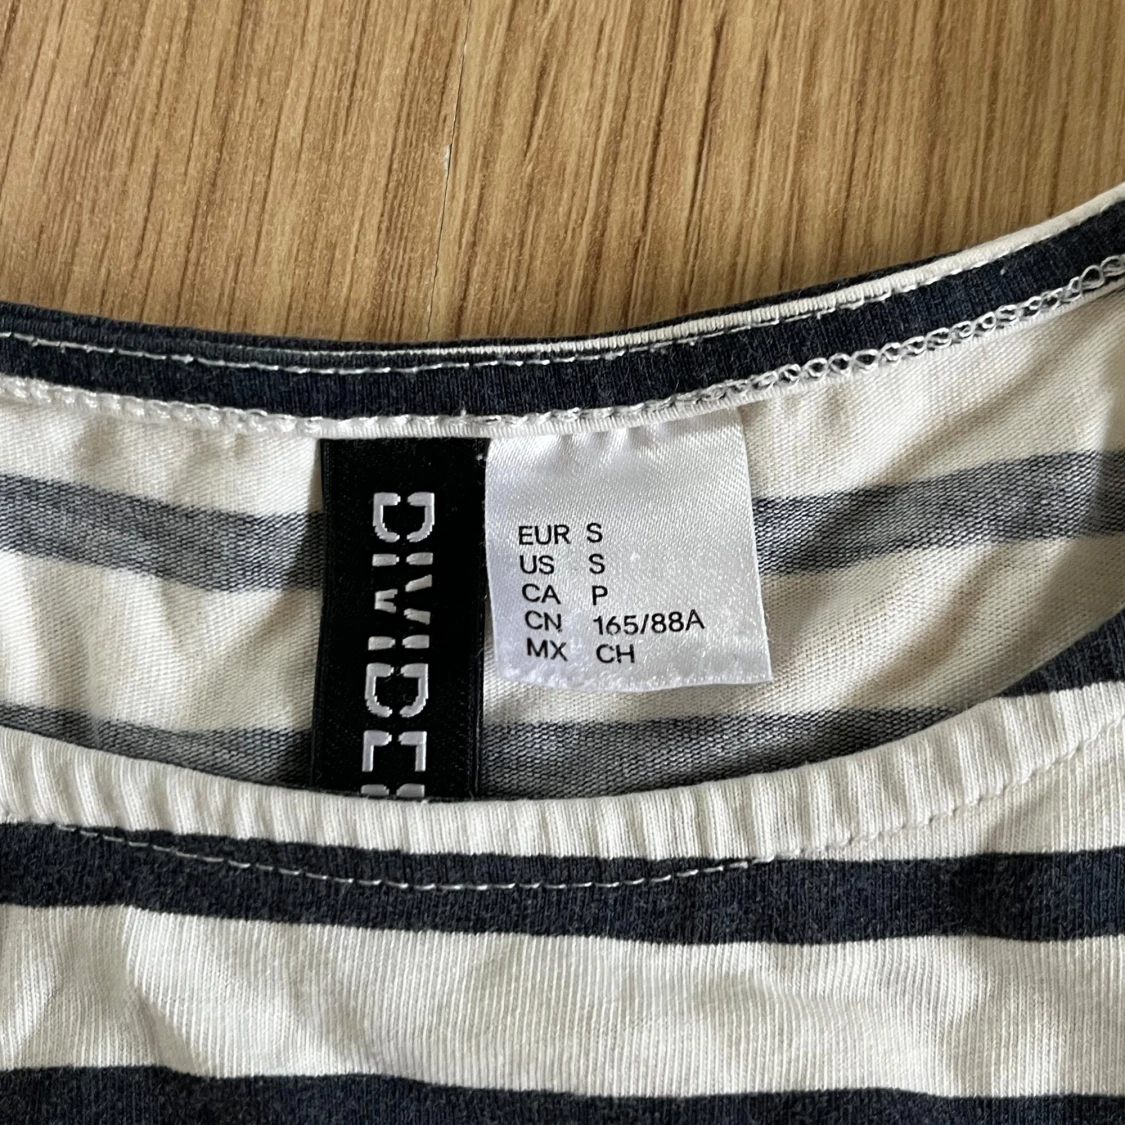 DIVIDE
EUR S
US S
CA P
CN 165/88A
MX CH